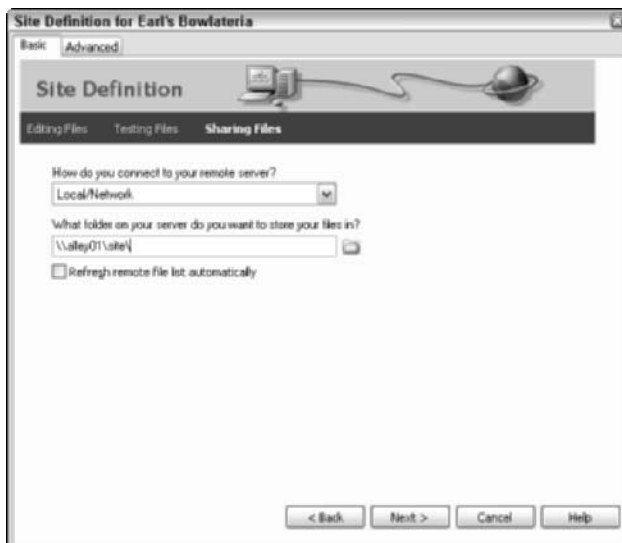 Site Definition for Earl's Bowlateria
Basic Advanced
Site Definition
Editing Files Testing Files Sharing Files
How do you connect to your remote server?
Local/Network
What folder on your server do you want to store your files in?
\\alley01\site\
Refresh remote file list automatically
< Back Next > Cancel Help